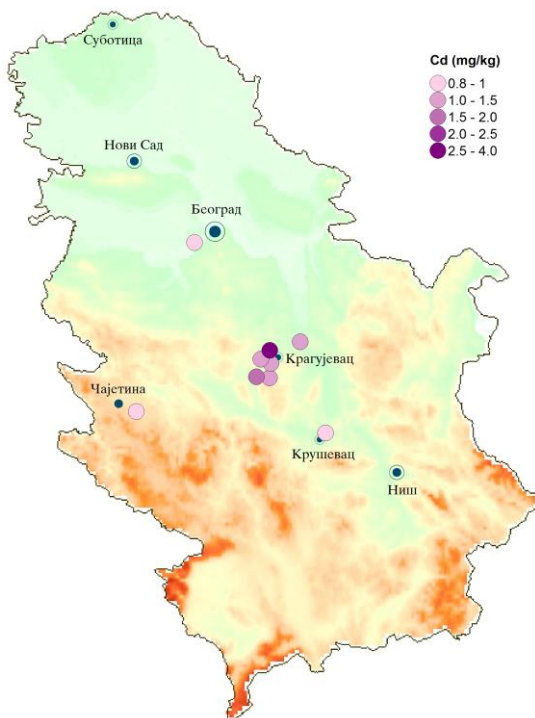 Суботица
Cd (mg/kg)
0.8 - 1
1.0 - 1.5
1.5 - 2.0
2.0 - 2.5
2.5 - 4.0
Нови Сад
Београд
Крагујевац
Чајетина
Крушевац
Ниш